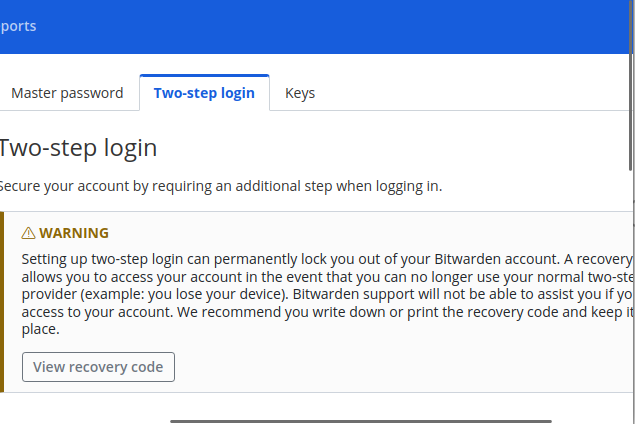 ports
Master password Two-step login Keys
Two-step login
Secure your account by requiring an additional step when logging in.
WARNING
Setting up two-step login can permanently lock you out of your Bitwarden account. A recovery
allows you to access your account in the event that you can no longer use your normal two-ste
provider (example: you lose your device). Bitwarden support will not be able to assist you if yo
access to your account. We recommend you write down or print the recovery code and keep it
place.
View recovery code